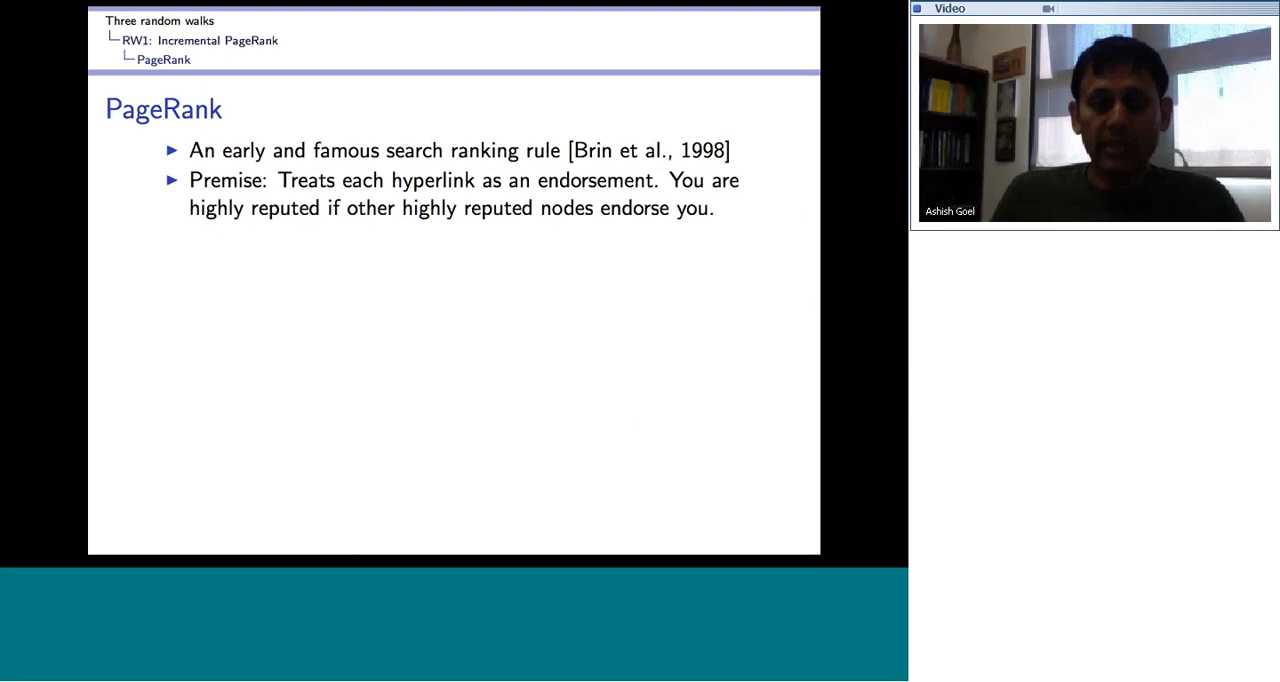 Three random walks
RW1: Incremental PageRank
PageRank
PageRank
An early and famous search ranking rule [Brin et al., 1998]
Premise: Treats each hyperlink as an endorsement. You are
highly reputed if other highly reputed nodes endorse you.
Video
Ashish Goel